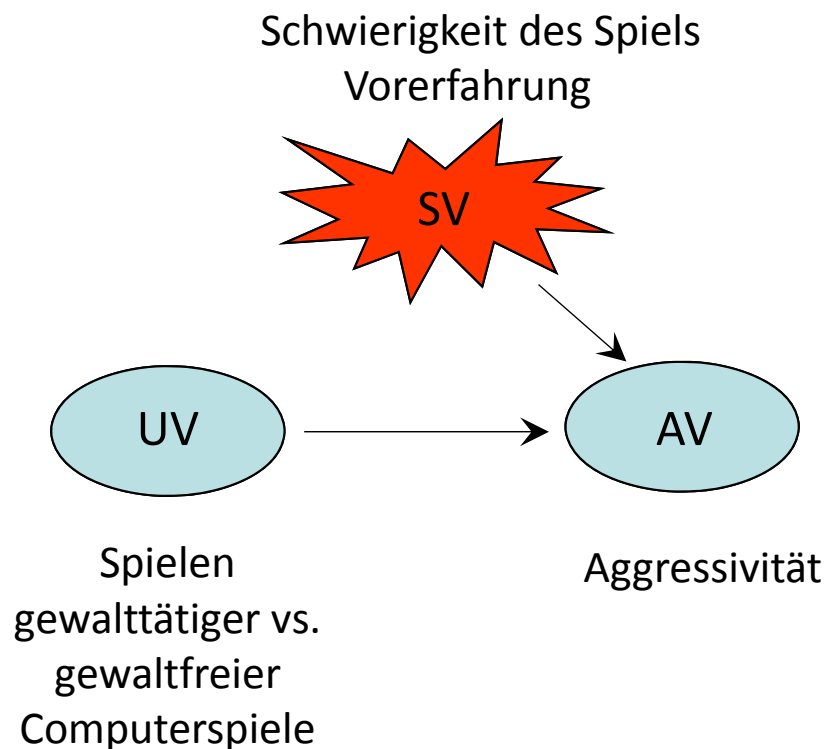 Schwierigkeit des Spiels
Vorerfahrung
SV
UV
AV
Spielen
gewalttätiger vs.
gewaltfreier
Computerspiele
Aggressivität